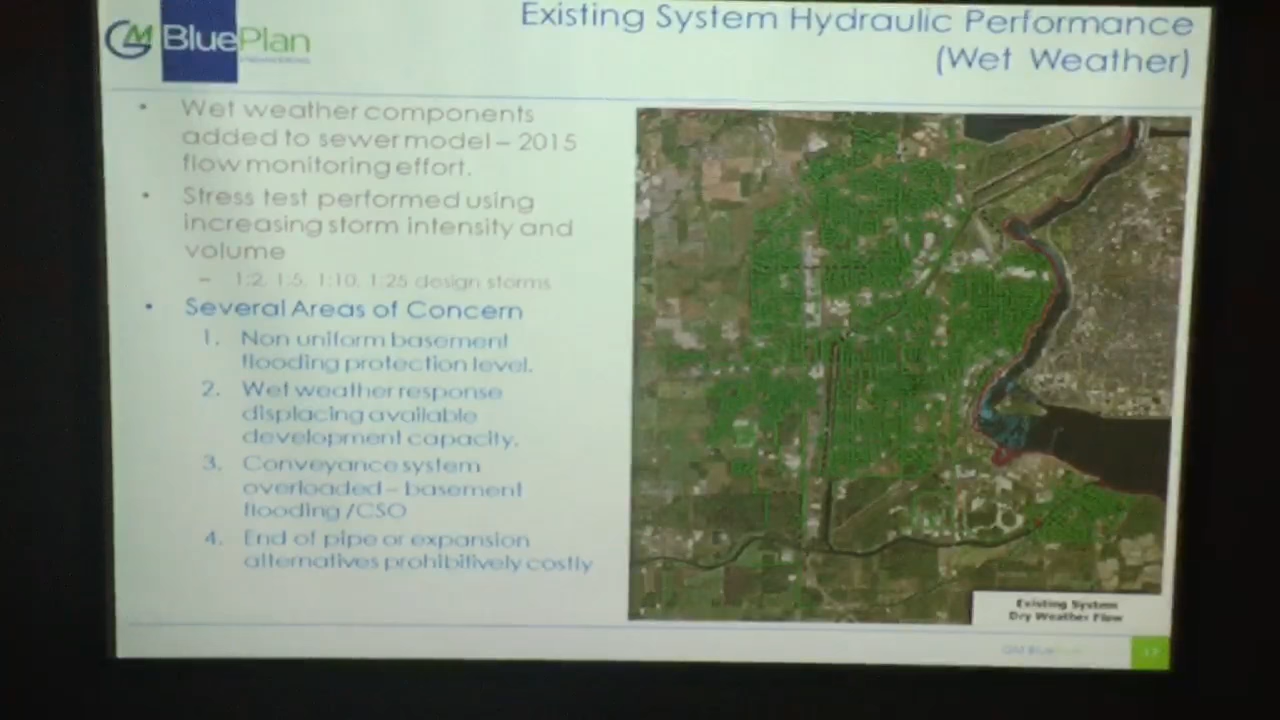 GM BluePlan
ENGINEERING
Existing System Hydraulic Performance
(Wet Weather)
• Wet weather components
added to sewer model – 2015
flow monitoring effort.
• Stress test performed using
increasing storm intensity and
volume
– 1:2, 1:5, 1:10, 1:25 design storms
• Several Areas of Concern
1. Non uniform basement
flooding protection level.
2. Wet weather response
displacing available
development capacity.
3. Conveyance system
overloaded – basement
flooding /CSO
4. End of pipe or expansion
alternatives prohibitively costly
Existing System
Dry Weather Flow
GM Blue